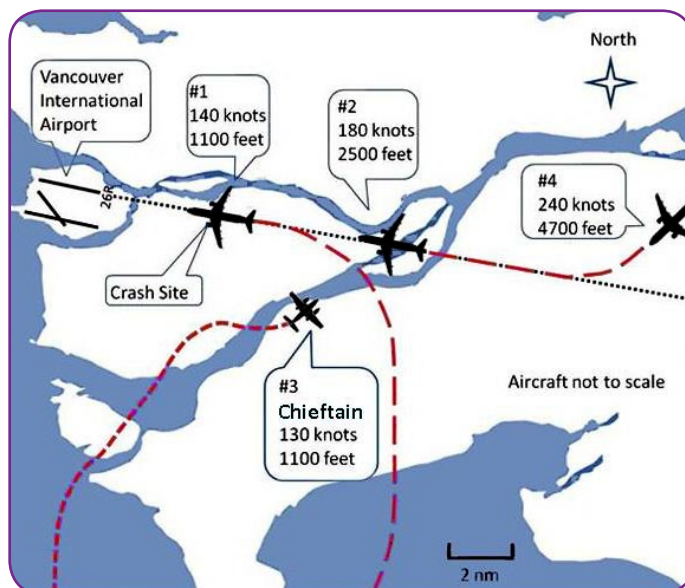 Vancouver
International
Airport
#1
140 knots
1100 feet
#2
180 knots
2500 feet
North
#4
240 knots
4700 feet
26R
Crash Site
#3
Chieftain
130 knots
1100 feet
Aircraft not to scale
2 nm